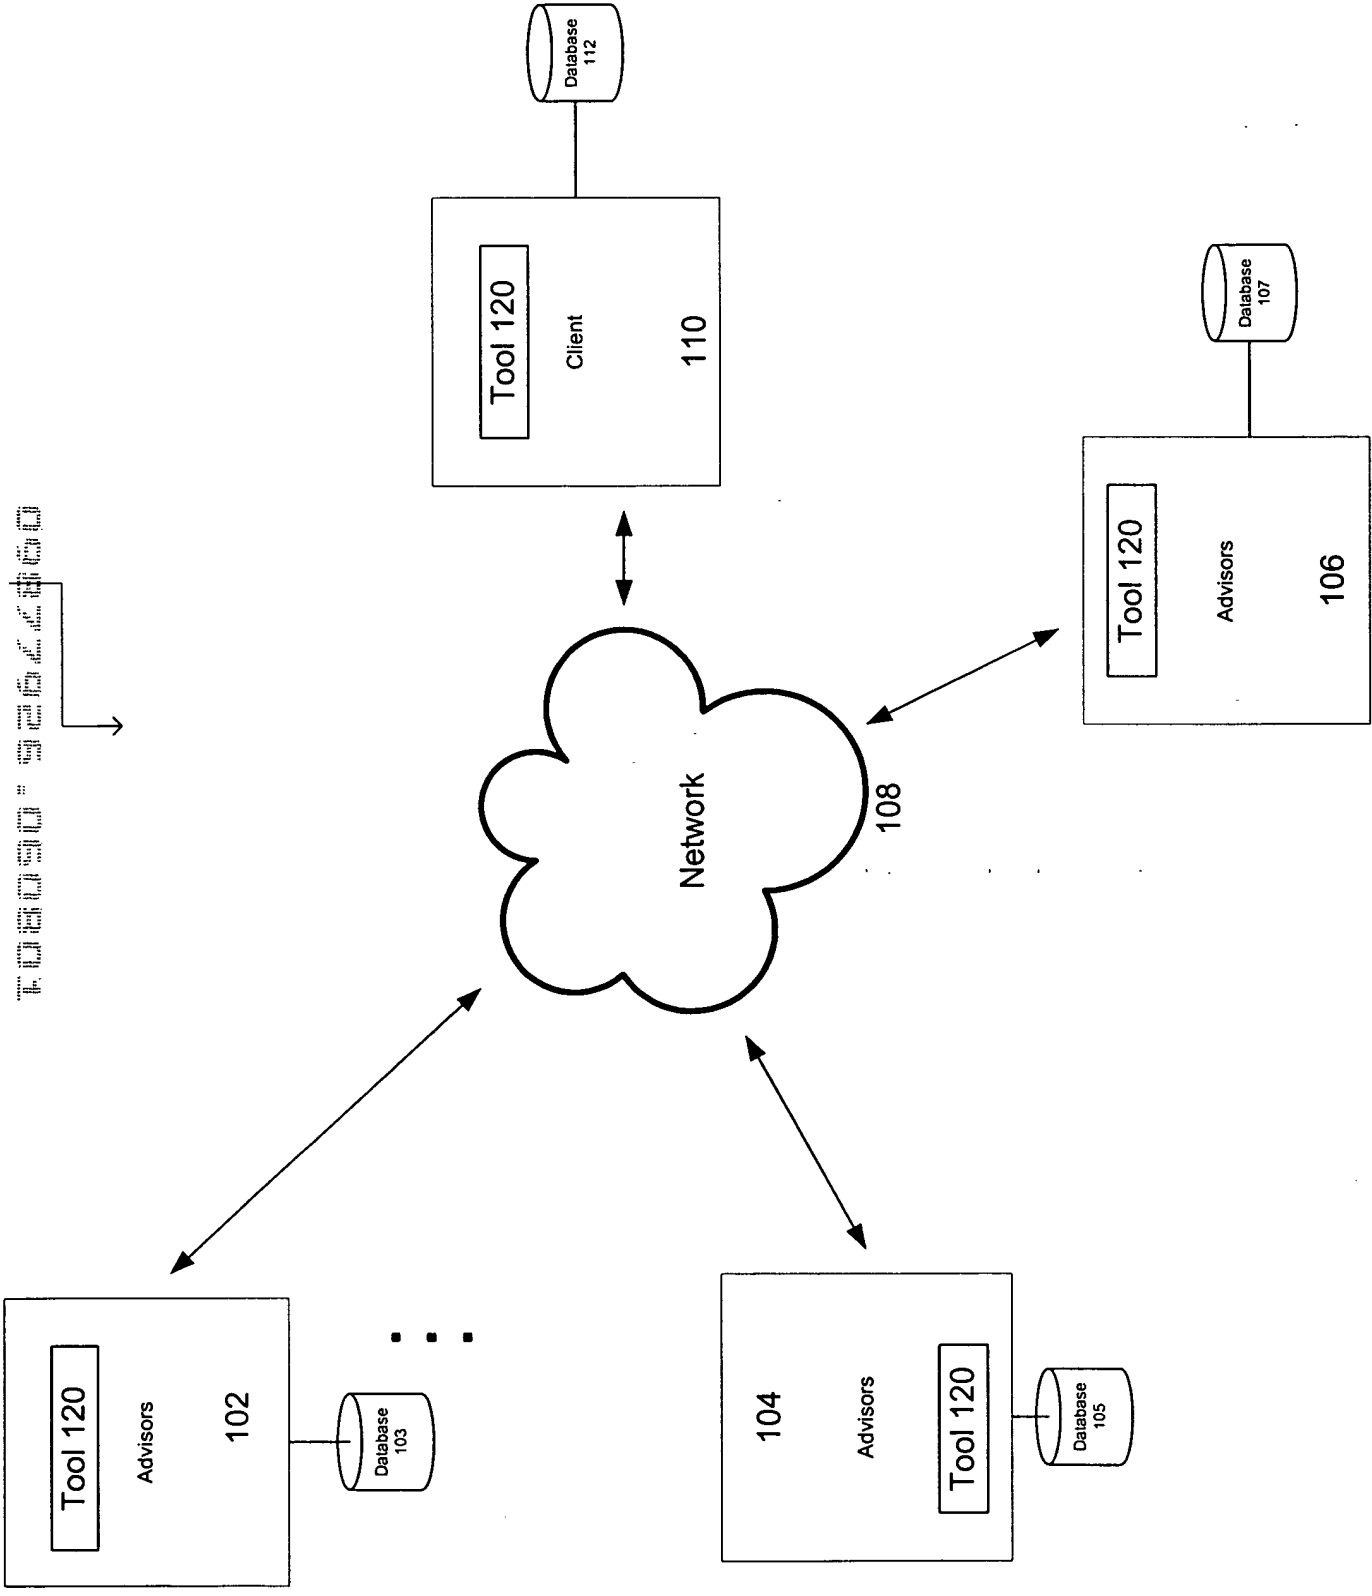 Tool 120
Advisors
102
Database
103
Tool 120
Client
110
Database
112
Network
108
104
Advisors
Tool 120
Database
105
Tool 120
Advisors
106
Database
107